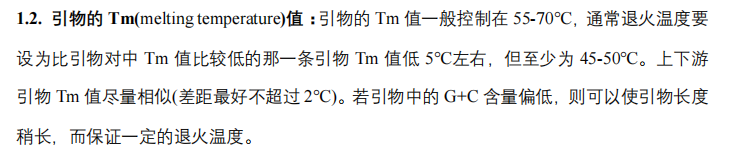 1.2. 引物的 Tm(melting temperature)值：引物的 Tm 值一般控制在 55-70℃，通常退火温度要
设为比引物对中 Tm 值比较低的那一条引物 Tm 值低 5℃左右，但至少为 45-50℃。上下游
引物 Tm 值尽量相似(差距最好不超过 2℃)。若引物中的 G+C 含量偏低，则可以使引物长度
稍长，而保证一定的退火温度。